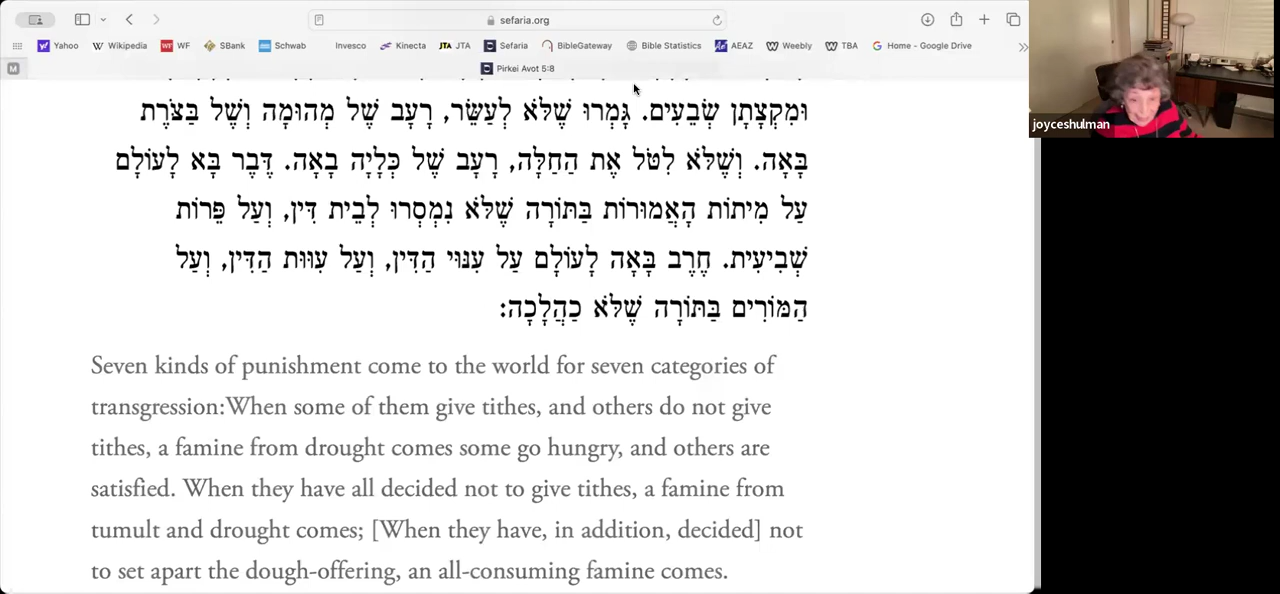 sefaria.org
Yahoo Wikipedia WF SBank Schwab Invesco Kinecta JTA JTA Sefaria BibleGateway Bible Statistics AEAZ Weebly TBA Home - Google Drive
M Pirkei Avot 5:8
joyceshulman
וּמִקְצָתָן שְׂבֵעִים. גָּמְרוּ שֶׁלֹּא לְעַשֵּׂר, רָעָב שֶׁל מְהוּמָה וְשֶׁל בַּצֹּרֶת
בָּאָה. וְשֶׁלֹּא לִטֹּל אֶת הַחַלָּה, רָעָב שֶׁל כְּלָיָה בָאָה. דֶּבֶר בָּא לָעוֹלָם
עַל מִיתוֹת הָאֲמוּרוֹת בַּתּוֹרָה שֶׁלֹּא נִמְסְרוּ לְבֵית דִּין, וְעַל פֵּרוֹת
שְׁבִיעִית. חֶרֶב בָּאָה לָעוֹלָם עַל עִנּוּי הַדִּין, וְעַל עִוּוּת הַדִּין, וְעַל
הַמּוֹרִים בַּתּוֹרָה שֶׁלֹּא כַהֲלָכָה:
Seven kinds of punishment come to the world for seven categories of
transgression:When some of them give tithes, and others do not give
tithes, a famine from drought comes some go hungry, and others are
satisfied. When they have all decided not to give tithes, a famine from
tumult and drought comes; [When they have, in addition, decided] not
to set apart the dough-offering, an all-consuming famine comes.